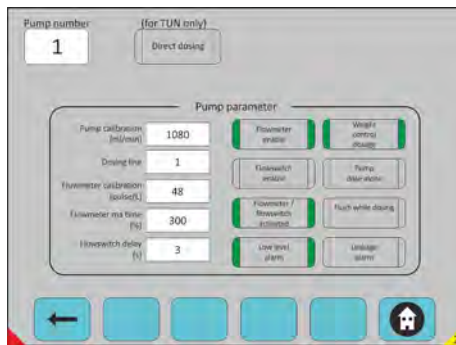 Pump number
(for TUN only)
1
Direct dosing
Pump parameter
Pump calibration
(ml/min)
1080
Dosing line
1
Flowmeter calibration
(pulse/L)
48
Flowmeter ma time
(%)
300
Flowswitch delay
(s)
3
Flowmeter
enable
Weight
control
dosage
Flowswitch
enable
Pump
Flowmeter /
flowswitch
activated
Flush while dosing
Low level
alarm
Leakage
alarm